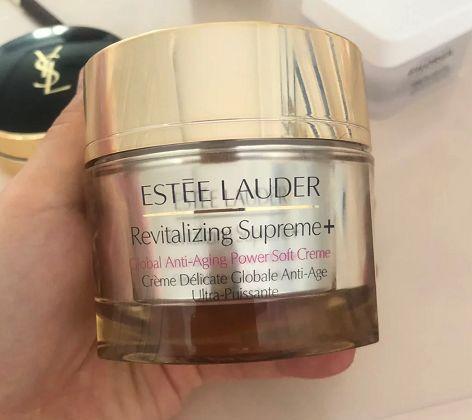 YSL
ESTĒE LAUDER
Revitalizing Supreme+
Global Anti-Aging Power Soft Creme
Crème Délicate Globale Anti-Age
Ultra-Puissante